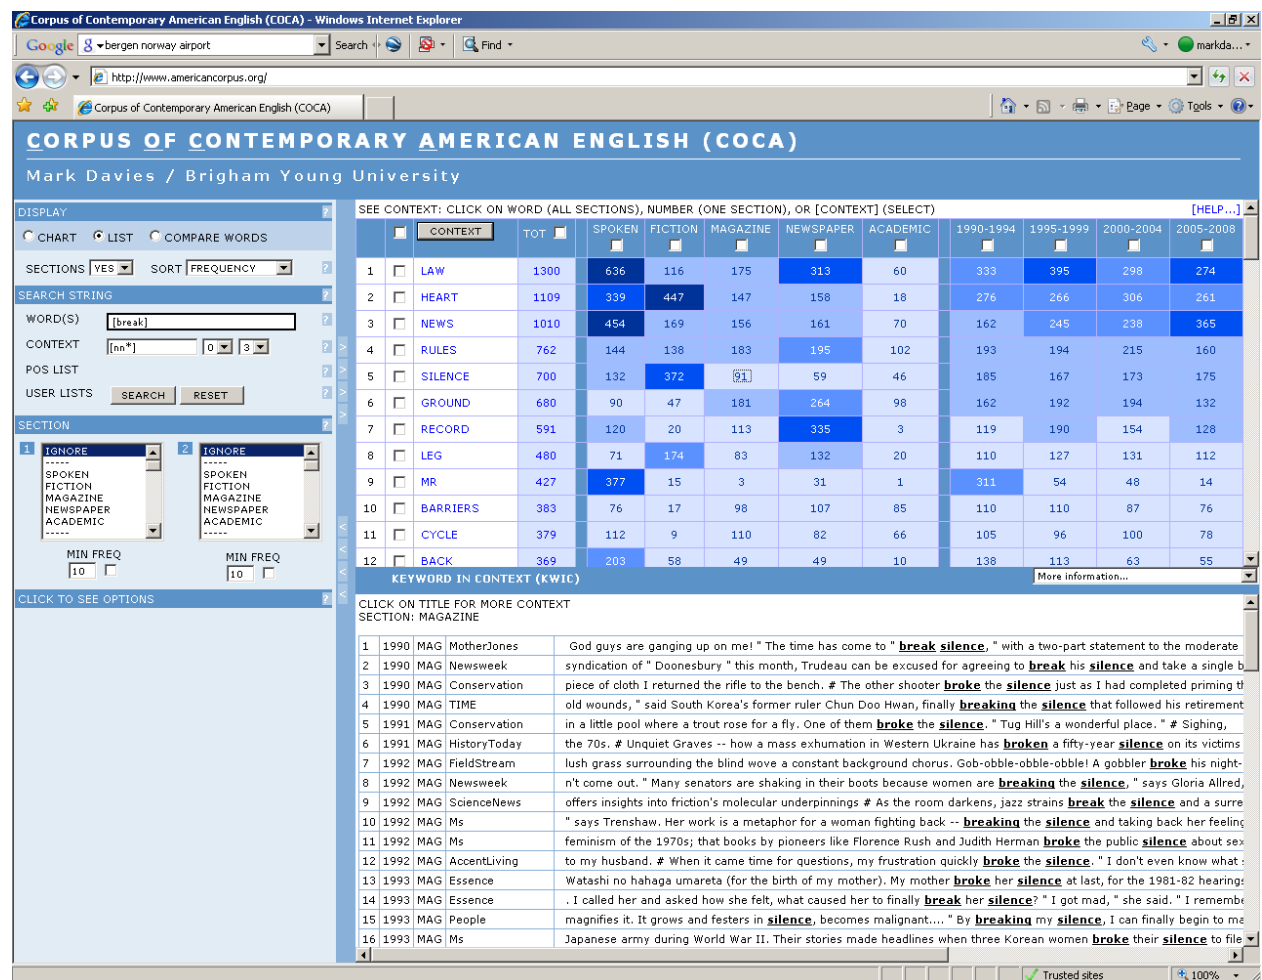 Corpus of Contemporary American English (COCA) - Windows Internet Explorer
Google bergen norway airport Search Find markda...
http://www.americancorpus.org/
Corpus of Contemporary American English (COCA) Page Tools
CORPUS OF CONTEMPORARY AMERICAN ENGLISH (COCA)
Mark Davies / Brigham Young University
DISPLAY ?
CHART LIST COMPARE WORDS
SECTIONS YES SORT FREQUENCY ?
SEARCH STRING ?
WORD(S) [break] ?
CONTEXT [nn*] 0 3 ?
POS LIST ?
USER LISTS SEARCH RESET ?
SECTION ?
1 IGNORE 2 IGNORE
----- -----
SPOKEN SPOKEN
FICTION FICTION
MAGAZINE MAGAZINE
NEWSPAPER NEWSPAPER
ACADEMIC ACADEMIC
----- -----
MIN FREQ MIN FREQ
10 10
CLICK TO SEE OPTIONS ?
> > > >
< < < <
SEE CONTEXT: CLICK ON WORD (ALL SECTIONS), NUMBER (ONE SECTION), OR [CONTEXT] (SELECT) [HELP...]
CONTEXT TOT SPOKEN FICTION MAGAZINE NEWSPAPER ACADEMIC 1990-1994 1995-1999 2000-2004 2005-2008
1 LAW 1300 636 116 175 313 60 333 395 298 274
2 HEART 1109 339 447 147 158 18 276 266 306 261
3 NEWS 1010 454 169 156 161 70 162 245 238 365
4 RULES 762 144 138 183 195 102 193 194 215 160
5 SILENCE 700 132 372 91 59 46 185 167 173 175
6 GROUND 680 90 47 181 264 98 162 192 194 132
7 RECORD 591 120 20 113 335 3 119 190 154 128
8 LEG 480 71 174 83 132 20 110 127 131 112
9 MR 427 377 15 3 31 1 311 54 48 14
10 BARRIERS 383 76 17 98 107 85 110 110 87 76
11 CYCLE 379 112 9 110 82 66 105 96 100 78
12 BACK 369 203 58 49 49 10 138 113 63 55
KEYWORD IN CONTEXT (KWIC) More information...
CLICK ON TITLE FOR MORE CONTEXT
SECTION: MAGAZINE
1 1990 MAG MotherJones God guys are ganging up on me! " The time has come to " break silence, " with a two-part statement to the moderate
2 1990 MAG Newsweek syndication of " Doonesbury " this month, Trudeau can be excused for agreeing to break his silence and take a single b
3 1990 MAG Conservation piece of cloth I returned the rifle to the bench. # The other shooter broke the silence just as I had completed priming th
4 1990 MAG TIME old wounds, " said South Korea's former ruler Chun Doo Hwan, finally breaking the silence that followed his retirement
5 1991 MAG Conservation in a little pool where a trout rose for a fly. One of them broke the silence. " Tug Hill's a wonderful place. " # Sighing,
6 1991 MAG HistoryToday the 70s. # Unquiet Graves -- how a mass exhumation in Western Ukraine has broken a fifty-year silence on its victims
7 1992 MAG FieldStream lush grass surrounding the blind wove a constant background chorus. Gob-obble-obble-obble! A gobbler broke his night-
8 1992 MAG Newsweek n't come out. " Many senators are shaking in their boots because women are breaking the silence, " says Gloria Allred,
9 1992 MAG ScienceNews offers insights into friction's molecular underpinnings # As the room darkens, jazz strains break the silence and a surre
10 1992 MAG Ms " says Trenshaw. Her work is a metaphor for a woman fighting back -- breaking the silence and taking back her feeling
11 1992 MAG Ms feminism of the 1970s; that books by pioneers like Florence Rush and Judith Herman broke the public silence about sex
12 1992 MAG AccentLiving to my husband. # When it came time for questions, my frustration quickly broke the silence. " I don't even know what
13 1993 MAG Essence Watashi no hahaga umareta (for the birth of my mother). My mother broke her silence at last, for the 1981-82 hearings
14 1993 MAG Essence . I called her and asked how she felt, what caused her to finally break her silence? " I got mad, " she said. " I remembe
15 1993 MAG People magnifies it. It grows and festers in silence, becomes malignant.... " By breaking my silence, I can finally begin to ma
16 1993 MAG Ms Japanese army during World War II. Their stories made headlines when three Korean women broke their silence to file
Trusted sites 100%